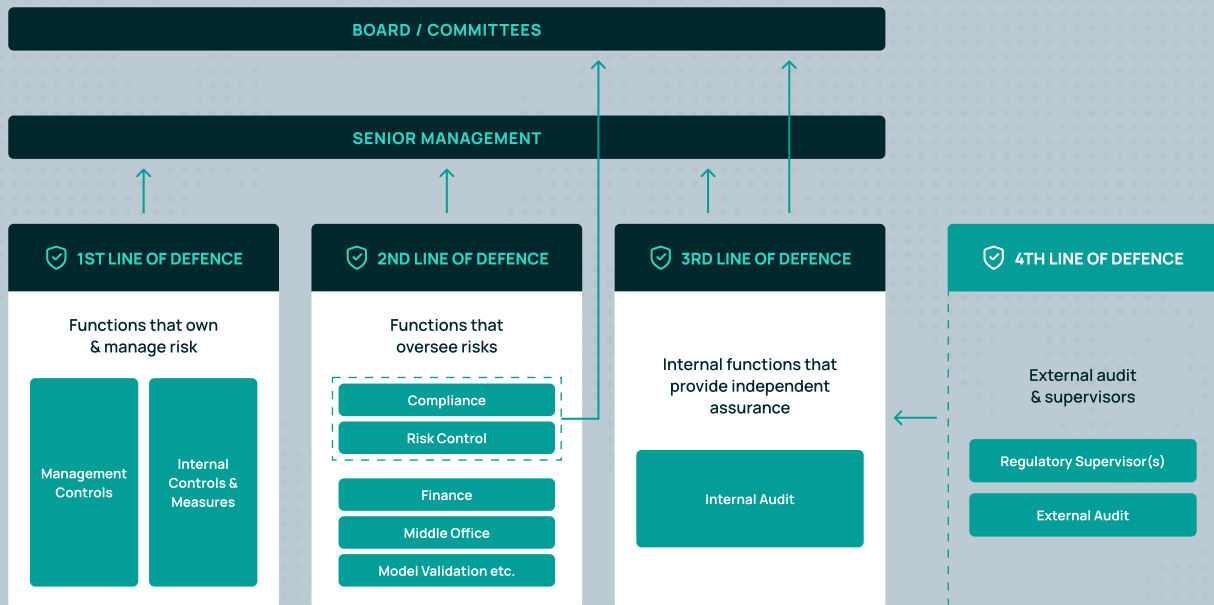 BOARD / COMMITTEES
SENIOR MANAGEMENT
1ST LINE OF DEFENCE
Functions that own
& manage risk
Management
Controls
Internal
Controls &
Measures
2ND LINE OF DEFENCE
Functions that
oversee risks
Compliance
Risk Control
Finance
Middle Office
Model Validation etc.
3RD LINE OF DEFENCE
Internal functions that
provide independent
assurance
Internal Audit
4TH LINE OF DEFENCE
External audit
& supervisors
Regulatory Supervisor(s)
External Audit